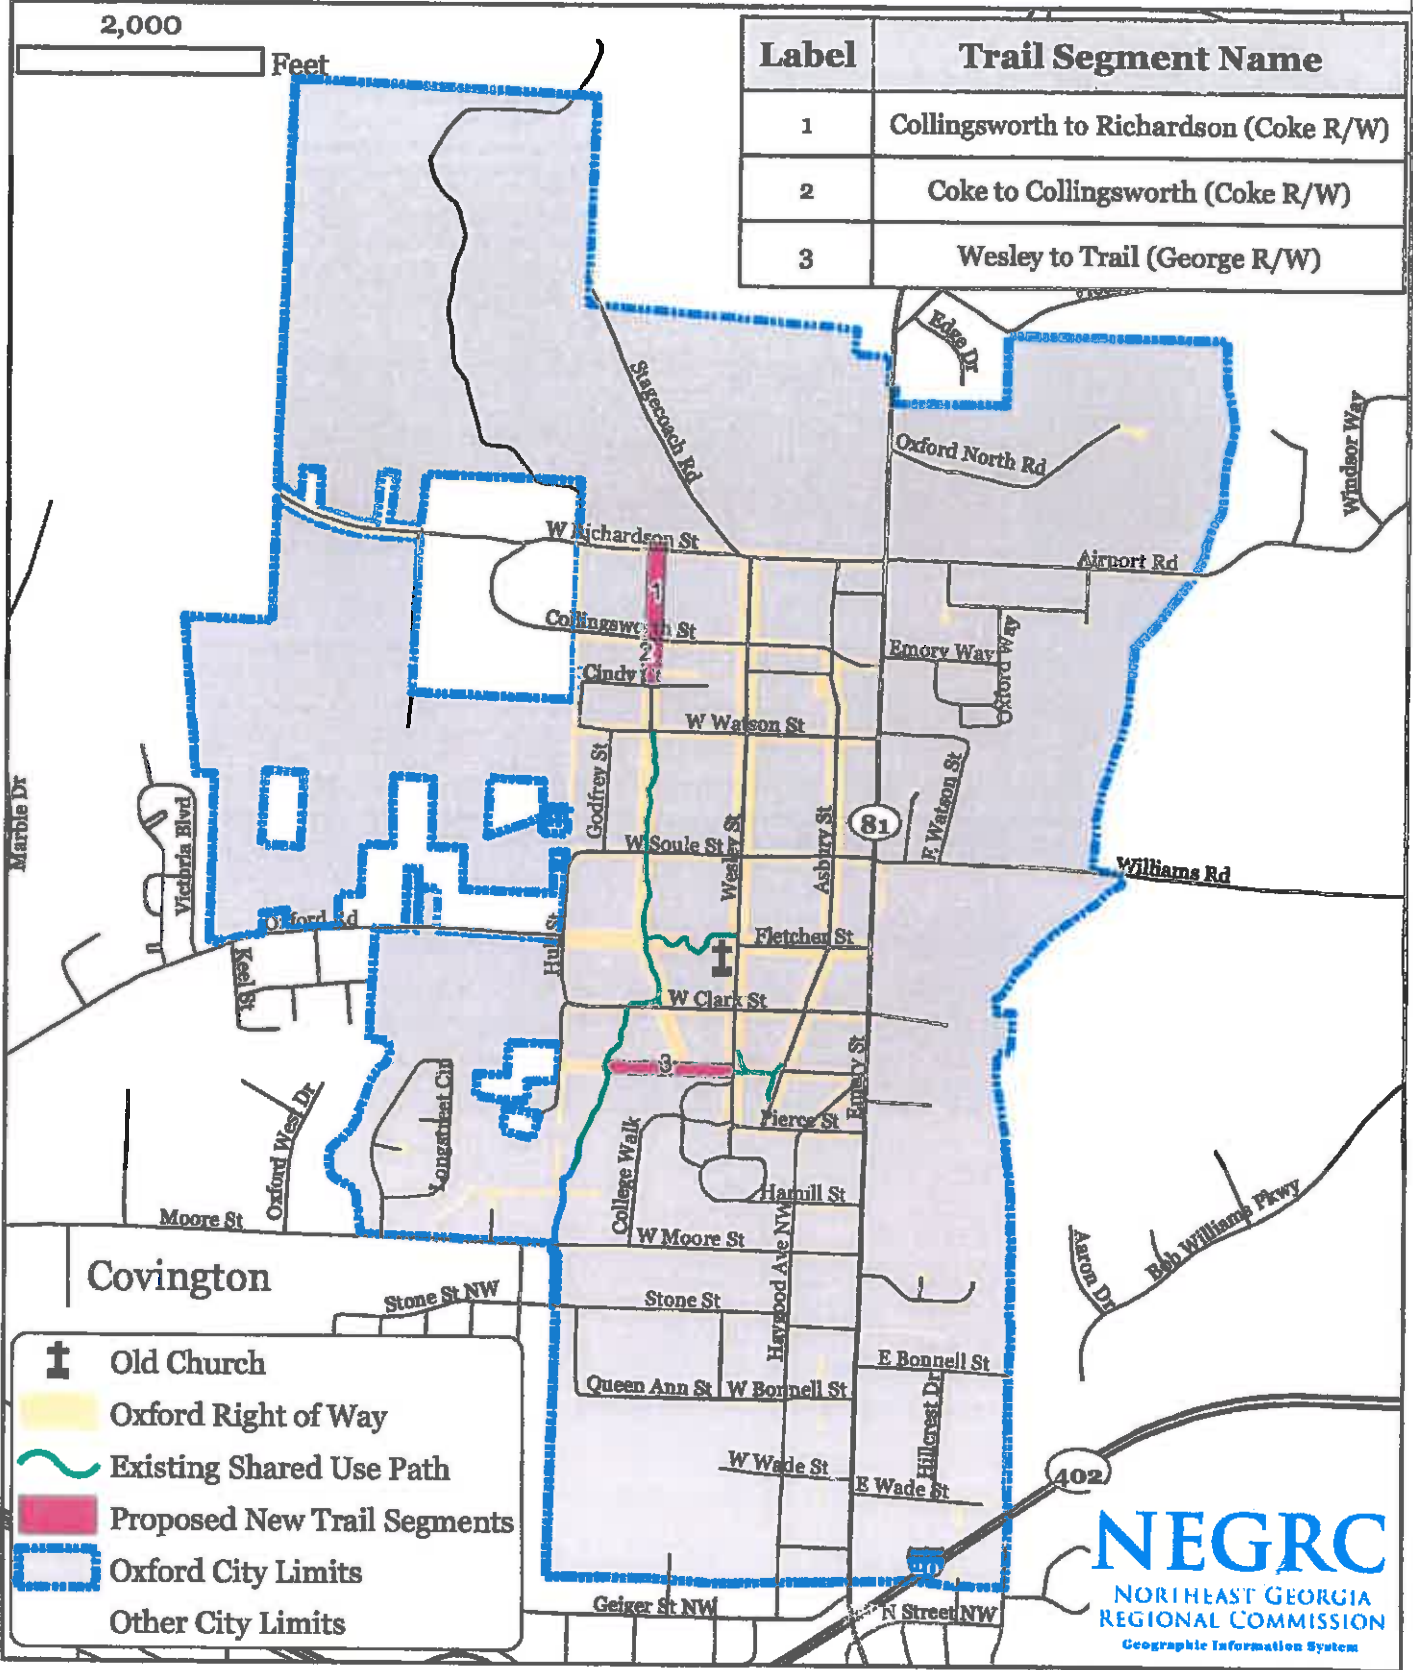 2,000
Feet
Label Trail Segment Name
1 Collingsworth to Richardson (Coke R/W)
2 Coke to Collingsworth (Coke R/W)
3 Wesley to Trail (George R/W)
Edge Dr
Stagecoach Rd
Windsor Way
Oxford North Rd
W Richardson St
Airport Rd
1
Collingsworth St
2
Emory Way
Oxford Way
Cindy
W Watson St
Godfrey St
E Watson St
Marble Dr
Victoria Blvd
81
W Soule St
Wesley St
Asbury St
Williams Rd
Oxford Rd
Hull St
Fletcher St
Keel St
W Clark St
3
Emory St
Longstreet Cir
Oxford West Dr
Pierce St
College Walk
Hamill St
Moore St
W Moore St
Haygood Ave NW
Bob Williams Pkwy
Aaron Dr
Covington
Stone St NW
Stone St
E Bonnell St
Queen Ann St
W Bonnell St
Hillcrest Dr
W Wade St
E Wade St
402
Geiger St NW
N Street NW
Old Church
Oxford Right of Way
Existing Shared Use Path
Proposed New Trail Segments
Oxford City Limits
Other City Limits
NEGRC
NORTHEAST GEORGIA
REGIONAL COMMISSION
Geographic Information System